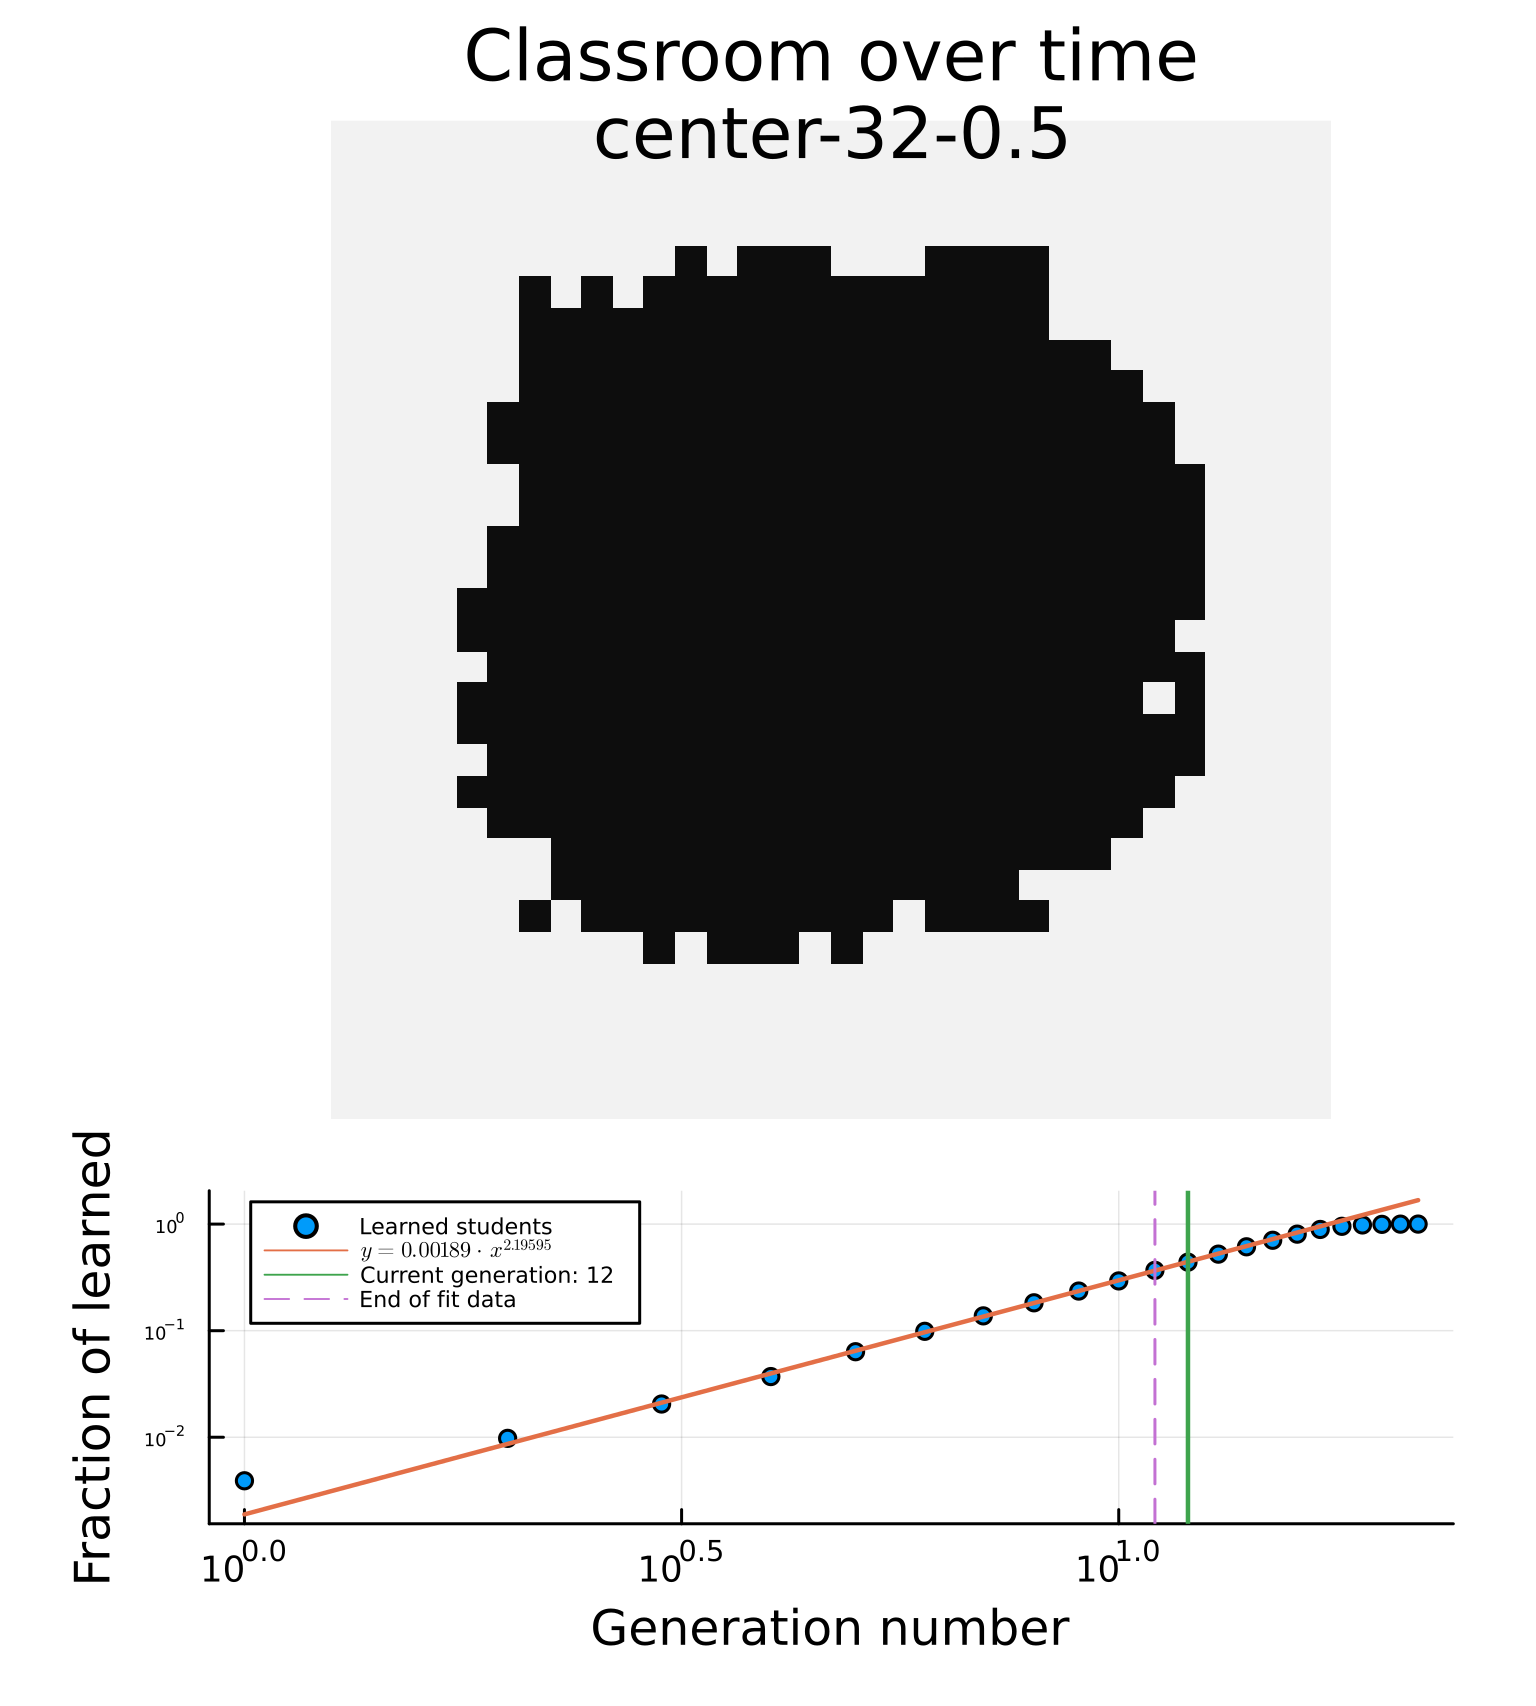 Classroom over time
center-32-0.5
Fraction of learned
10⁰
10⁻¹
10⁻²
Learned students
y = 0.00189 · x^2.19595
Current generation: 12
End of fit data
10^0.0 10^0.5 10^1.0
Generation number